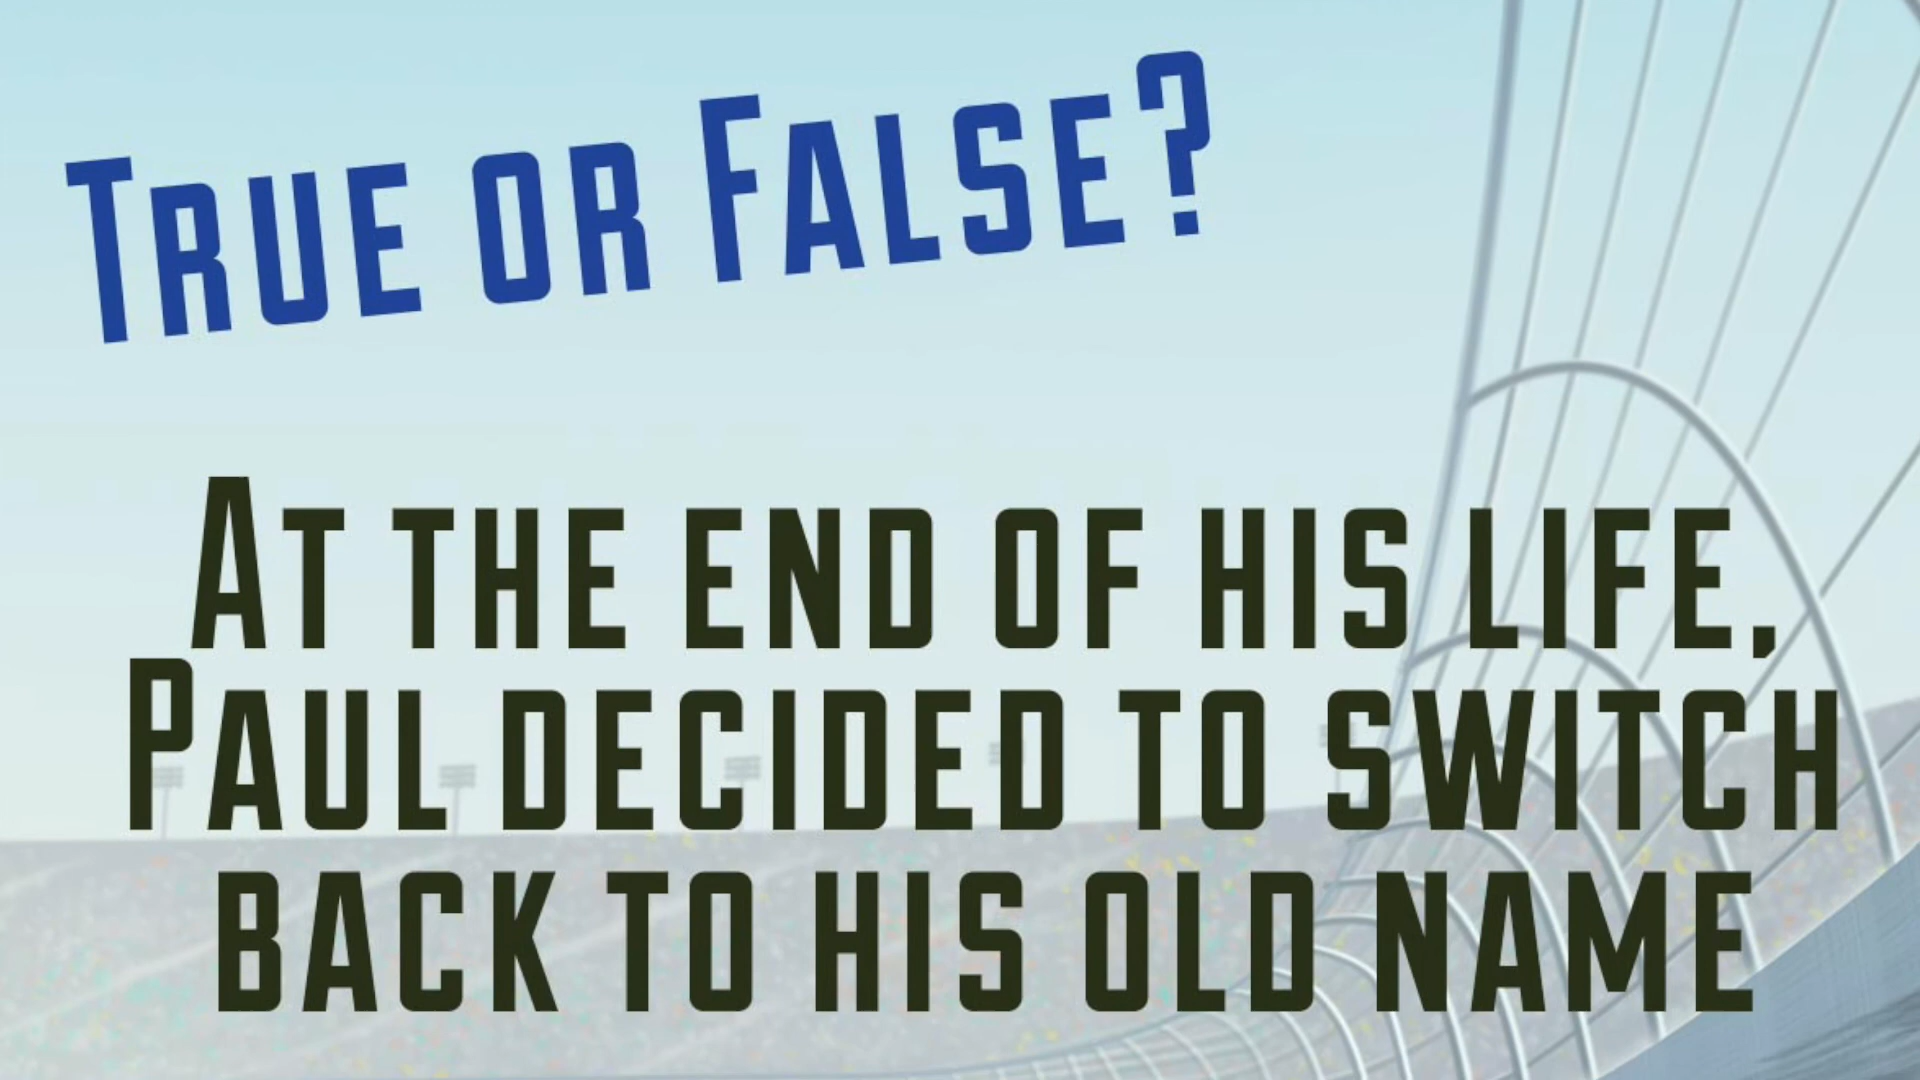 True or False?
At the end of his life,
Paul decided to switch
back to his old name